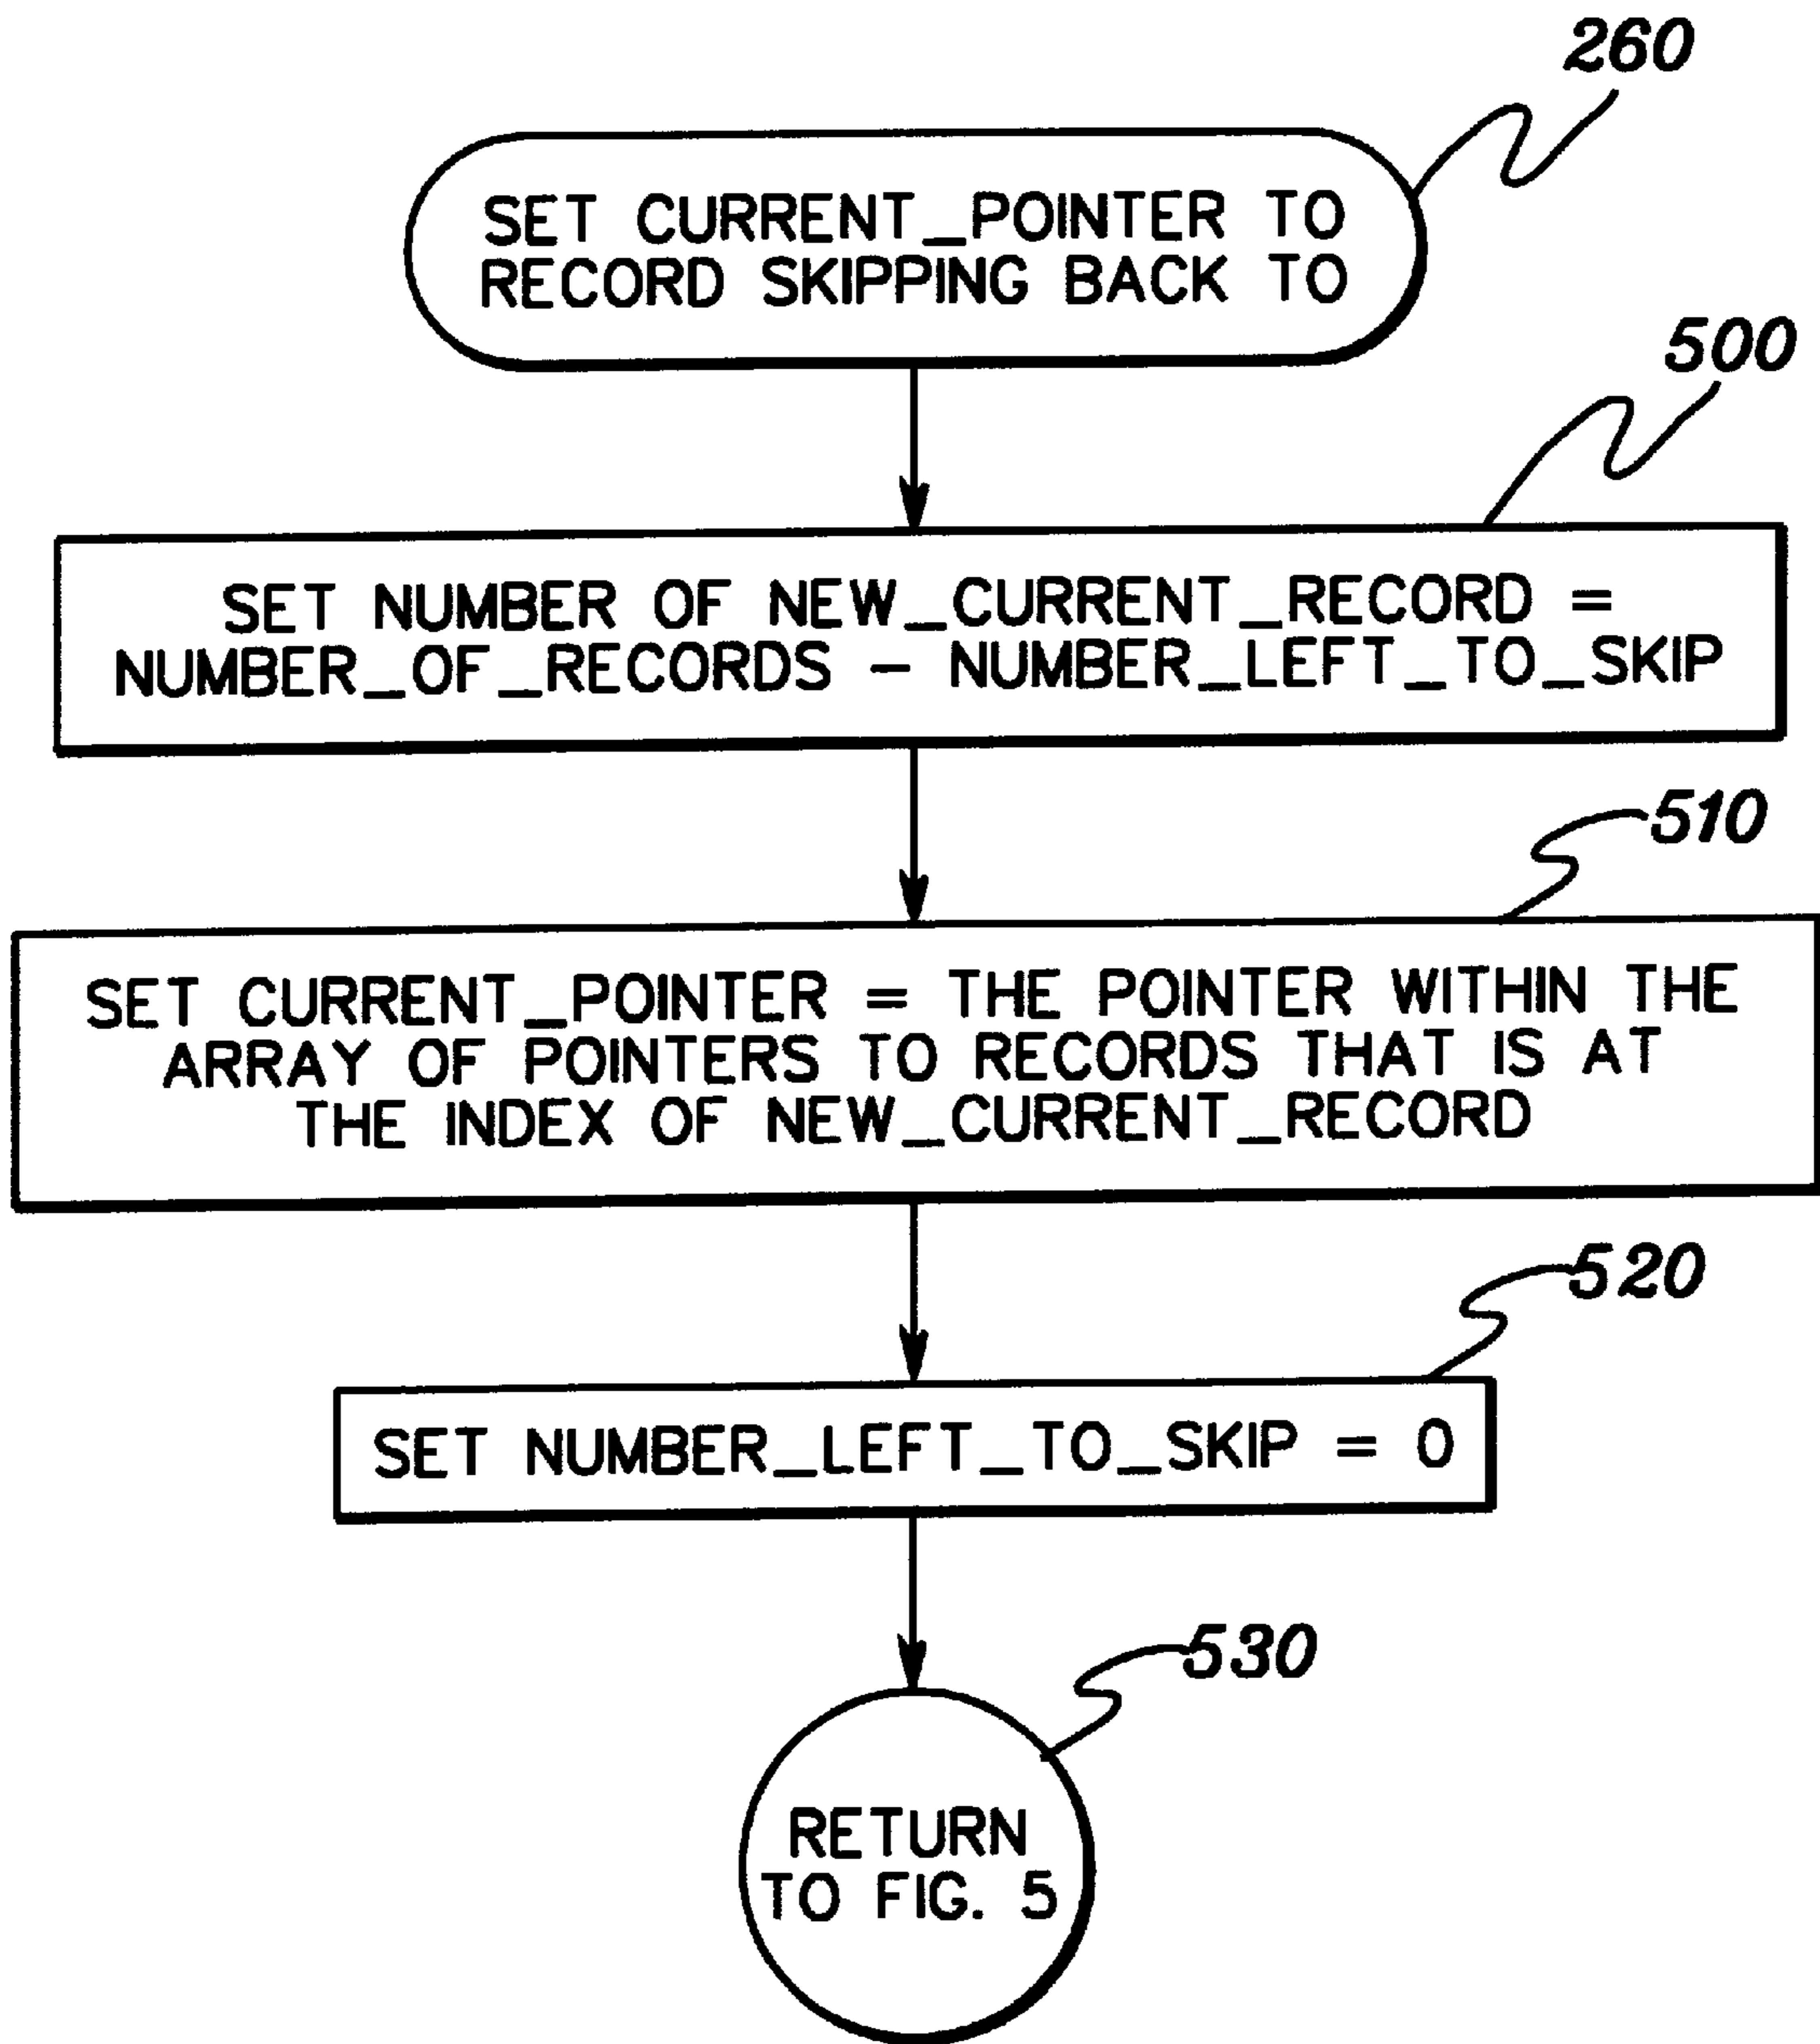 260
SET CURRENT_POINTER TO
RECORD SKIPPING BACK TO
500
SET NUMBER OF NEW_CURRENT_RECORD =
NUMBER_OF_RECORDS - NUMBER_LEFT_TO_SKIP
510
SET CURRENT_POINTER = THE POINTER WITHIN THE
ARRAY OF POINTERS TO RECORDS THAT IS AT
THE INDEX OF NEW_CURRENT_RECORD
520
SET NUMBER_LEFT_TO_SKIP = 0
530
RETURN
TO FIG. 5